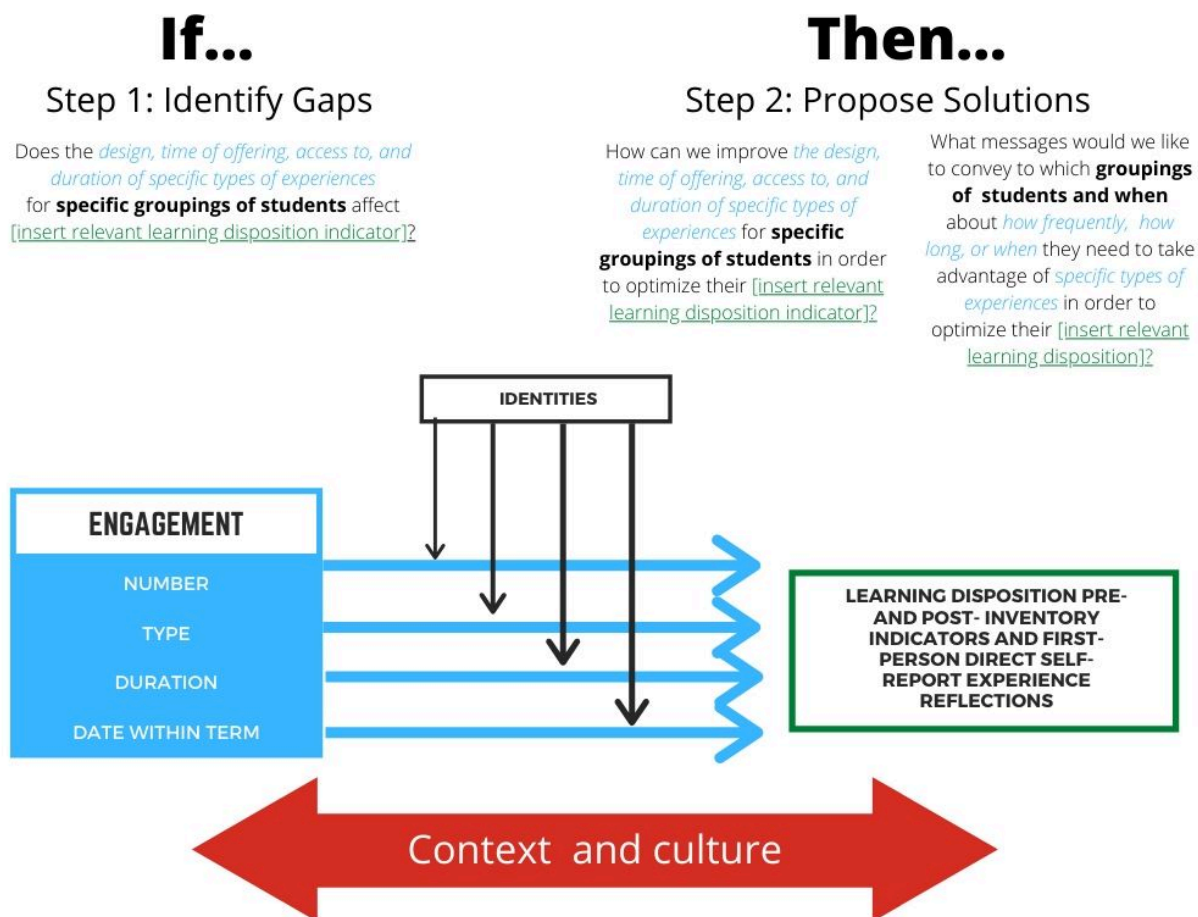 If...
Step 1: Identify Gaps
Does the design, time of offering, access to, and
duration of specific types of experiences
for specific groupings of students affect
[insert relevant learning disposition indicator]?
Then...
Step 2: Propose Solutions
How can we improve the design,
time of offering, access to, and
duration of specific types of
experiences for specific
groupings of students in order
to optimize their [insert relevant
learning disposition indicator]?
What messages would we like
to convey to which groupings
of students and when
about how frequently, how
long, or when they need to take
advantage of specific types of
experiences in order to
optimize their [insert relevant
learning disposition]?
IDENTITIES
ENGAGEMENT
NUMBER
TYPE
DURATION
DATE WITHIN TERM
LEARNING DISPOSITION PRE-
AND POST- INVENTORY
INDICATORS AND FIRST-
PERSON DIRECT SELF-
REPORT EXPERIENCE
REFLECTIONS
Context and culture